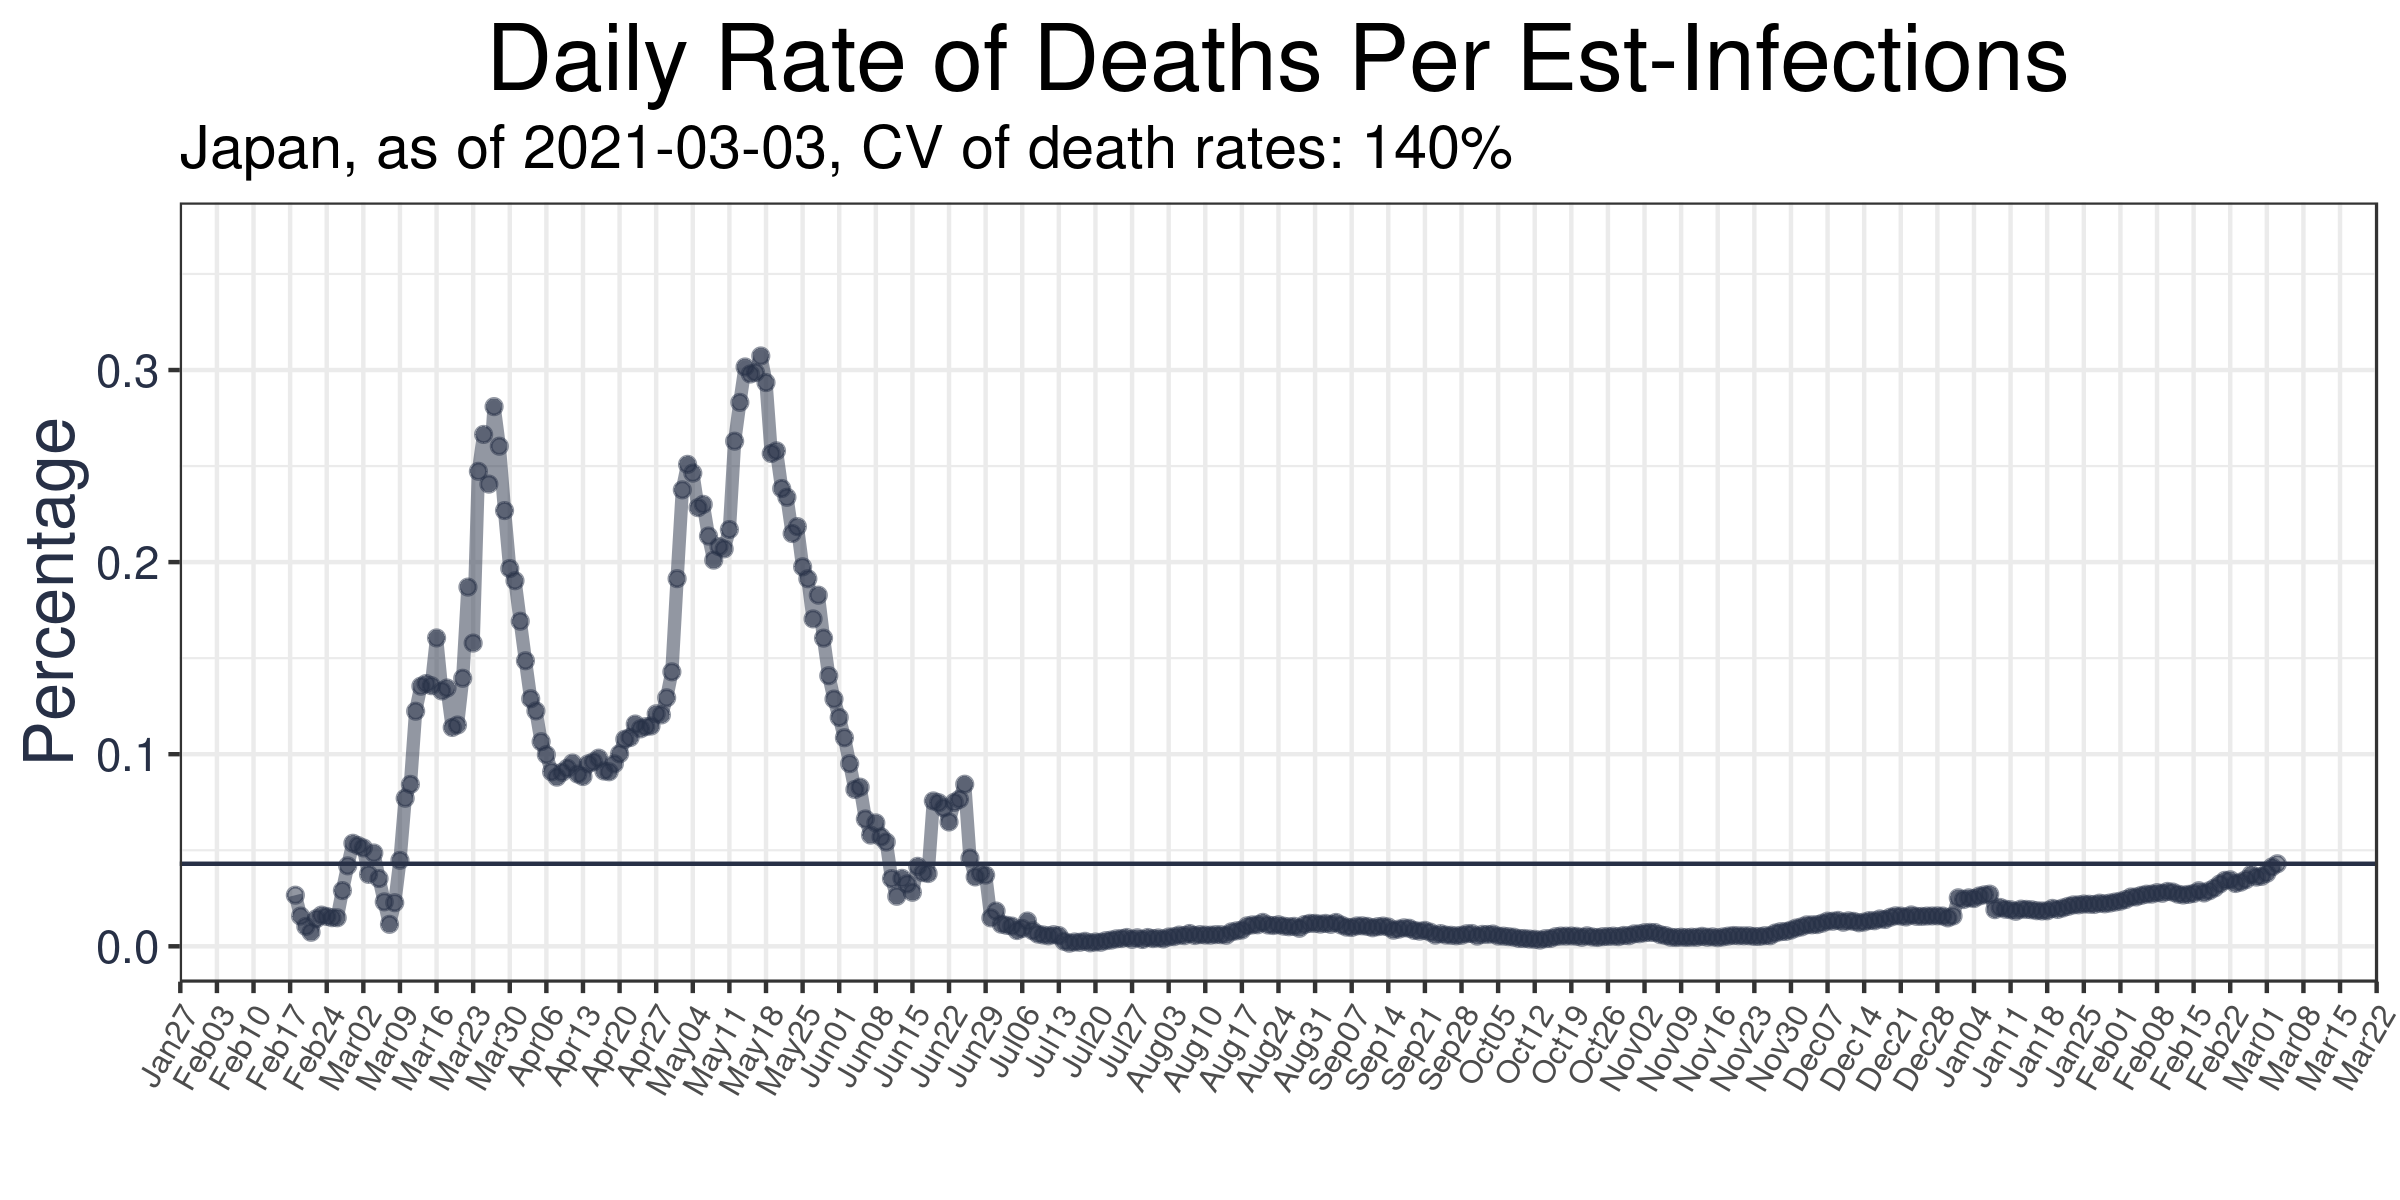 Daily Rate of Deaths Per Est-Infections
Japan, as of 2021-03-03, CV of death rates: 140%
Percentage
0.3
0.2
0.1
0.0
Jan27
Feb03
Feb10
Feb17
Feb24
Mar02
Mar09
Mar16
Mar23
Mar30
Apr06
Apr13
Apr20
Apr27
May04
May11
May18
May25
Jun01
Jun08
Jun15
Jun22
Jun29
Jul06
Jul13
Jul20
Jul27
Aug03
Aug10
Aug17
Aug24
Aug31
Sep07
Sep14
Sep21
Sep28
Oct05
Oct12
Oct19
Oct26
Nov02
Nov09
Nov16
Nov23
Nov30
Dec07
Dec14
Dec21
Dec28
Jan04
Jan11
Jan18
Jan25
Feb01
Feb08
Feb15
Feb22
Mar01
Mar08
Mar15
Mar22